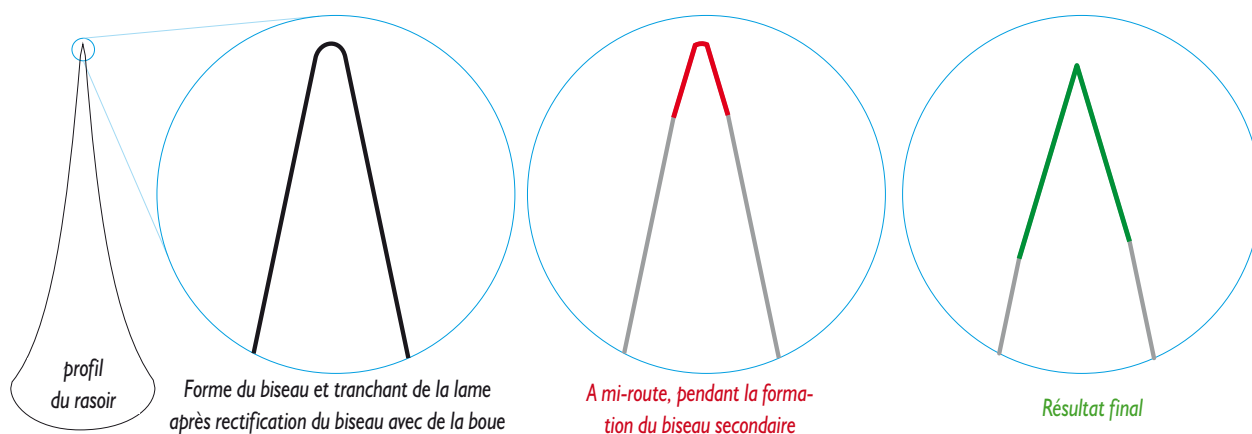 profil
du rasoir
Forme du biseau et tranchant de la lame
après rectification du biseau avec de la boue
A mi-route, pendant la forma-
tion du biseau secondaire
Résultat final